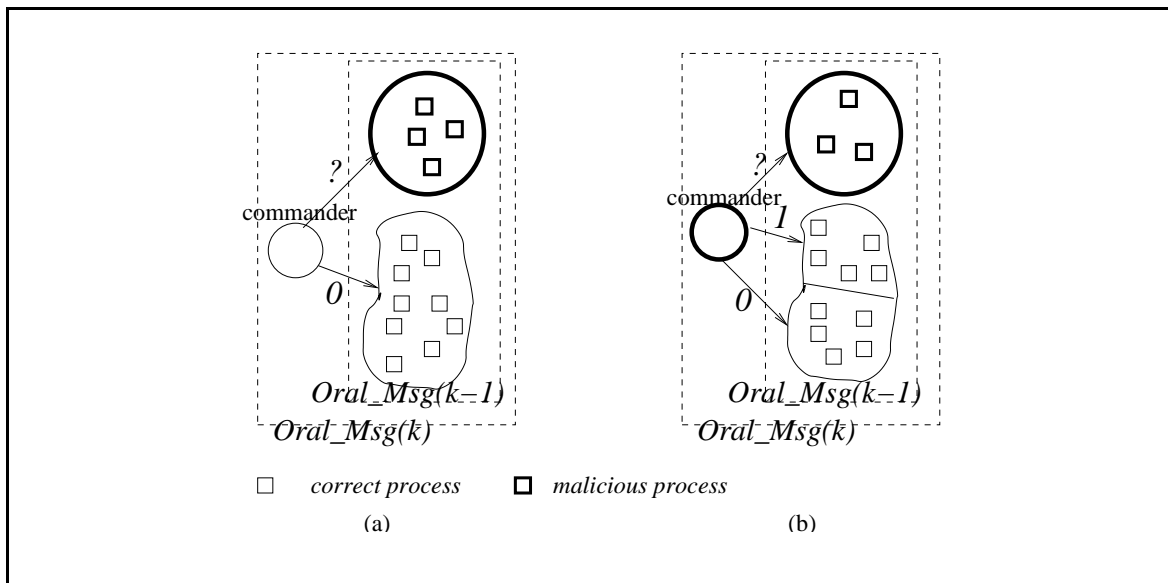 ?
commander
0
Oral_Msg(k−1)
Oral_Msg(k)
?
commander
1
0
Oral_Msg(k−1)
Oral_Msg(k)
correct process
malicious process
(a)
(b)